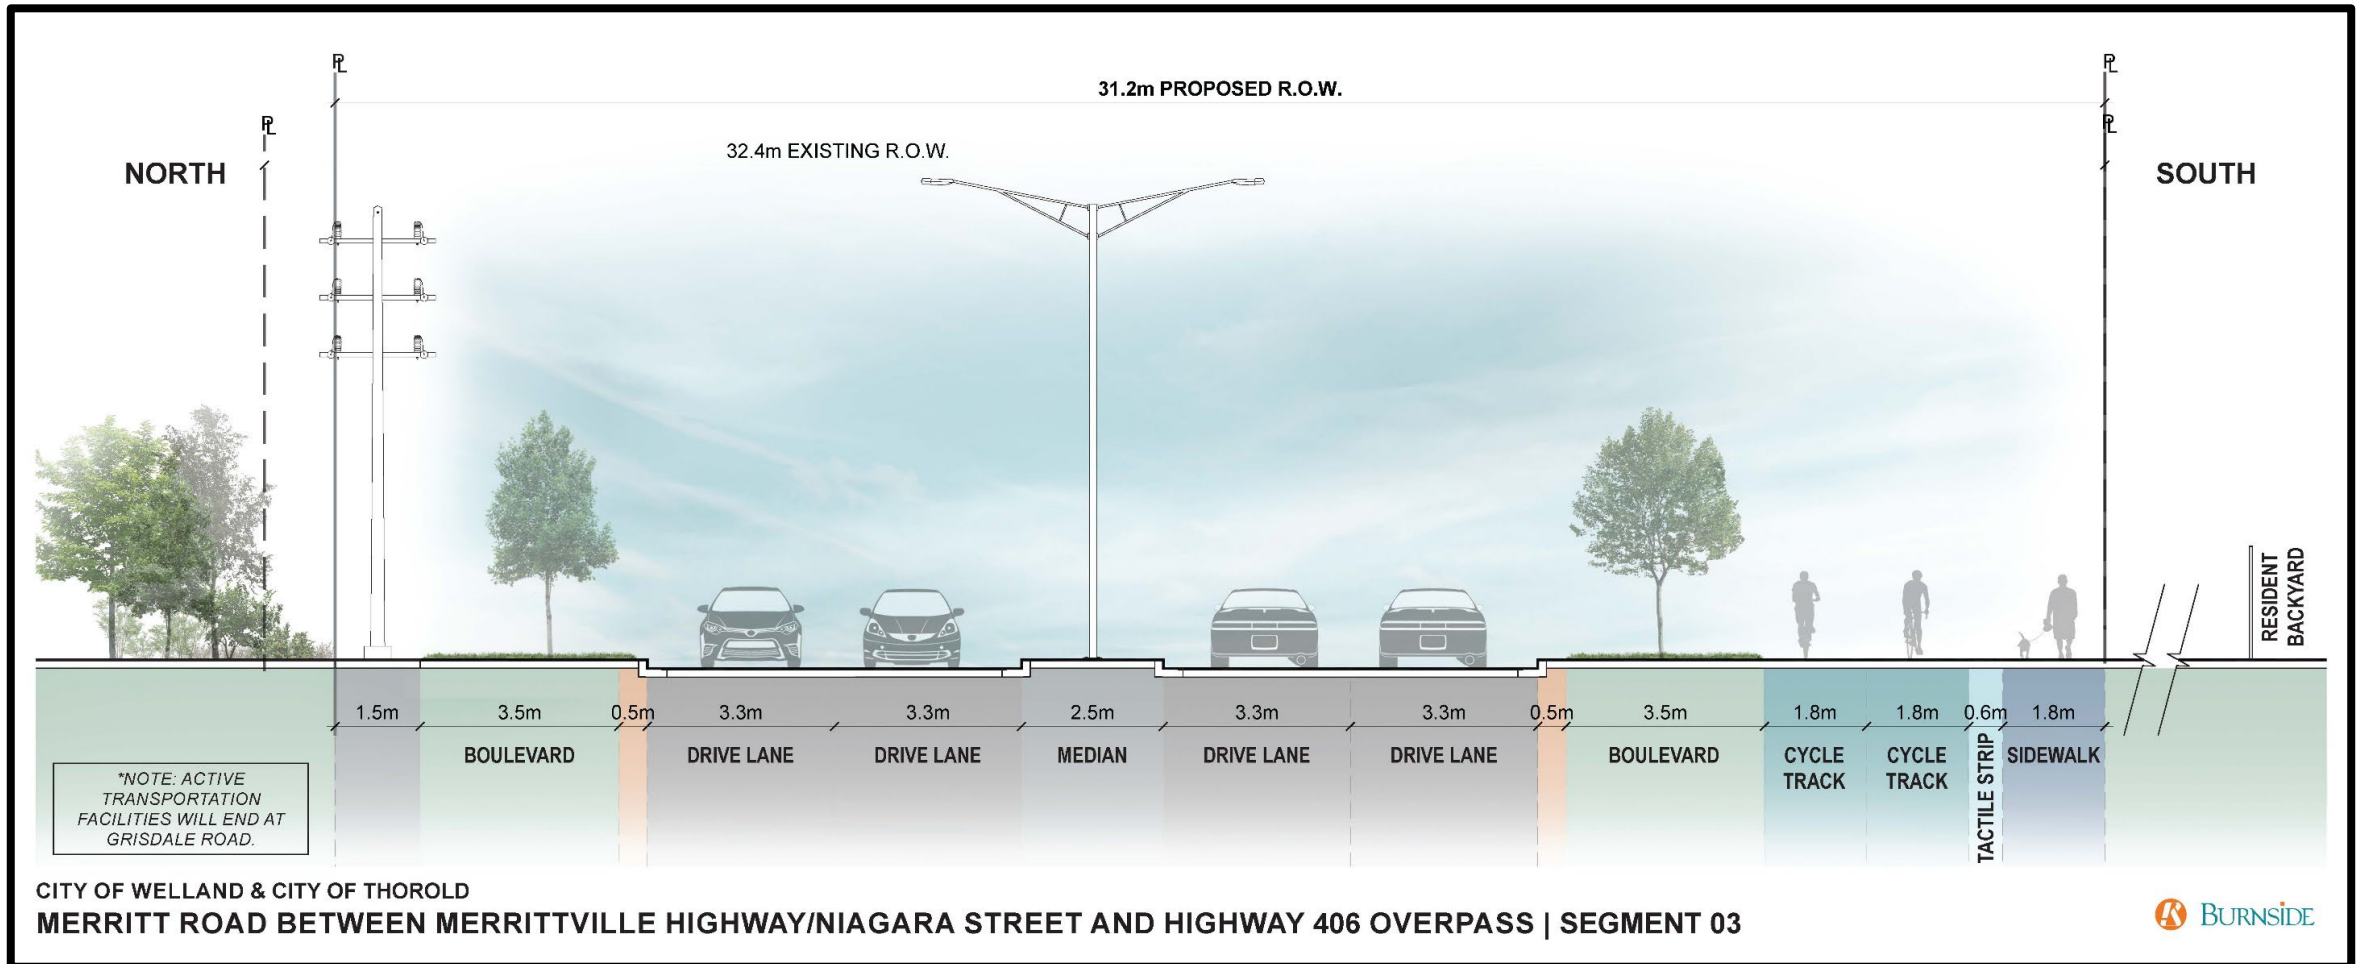 PL
PL
31.2m PROPOSED R.O.W.
PL
PL
32.4m EXISTING R.O.W.
NORTH
SOUTH
RESIDENT
BACKYARD
1.5m
3.5m
0.5m
3.3m
3.3m
2.5m
3.3m
3.3m
0.5m
3.5m
1.8m
1.8m
0.6m
1.8m
BOULEVARD
DRIVE LANE
DRIVE LANE
MEDIAN
DRIVE LANE
DRIVE LANE
BOULEVARD
CYCLE
TRACK
CYCLE
TRACK
TACTILE STRIP
SIDEWALK
*NOTE: ACTIVE
TRANSPORTATION
FACILITIES WILL END AT
GRISDALE ROAD.
CITY OF WELLAND & CITY OF THOROLD
MERRITT ROAD BETWEEN MERRITTVILLE HIGHWAY/NIAGARA STREET AND HIGHWAY 406 OVERPASS | SEGMENT 03
BURNSIDE